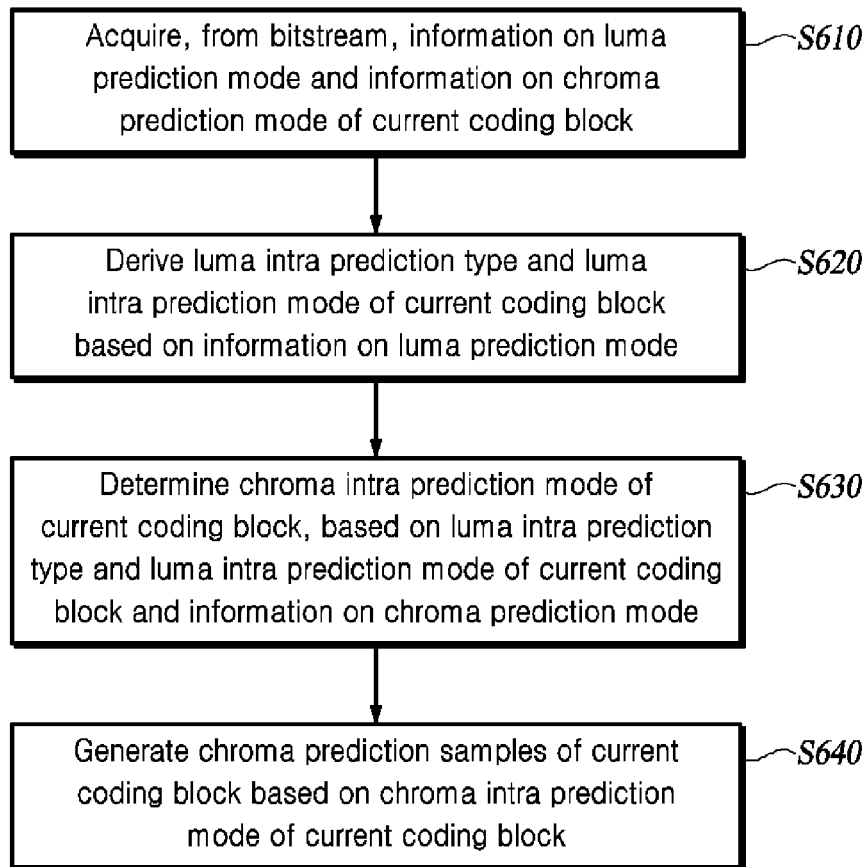 Acquire, from bitstream, information on luma
prediction mode and information on chroma
prediction mode of current coding block
S610
Derive luma intra prediction type and luma
intra prediction mode of current coding block
based on information on luma prediction mode
S620
Determine chroma intra prediction mode of
current coding block, based on luma intra prediction
type and luma intra prediction mode of current coding
block and information on chroma prediction mode
S630
Generate chroma prediction samples of current
coding block based on chroma intra prediction
mode of current coding block
S640